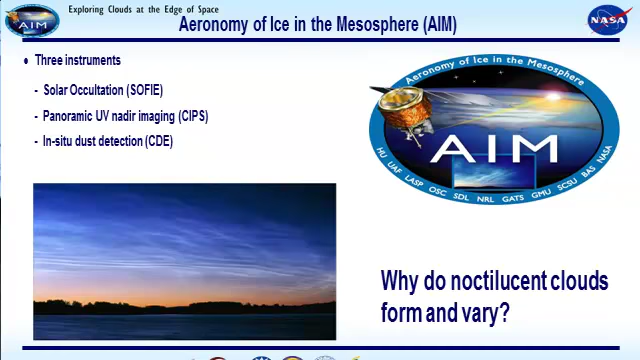 Exploring Clouds at the Edge of Space
AIM
NASA
Aeronomy of Ice in the Mesosphere (AIM)
● Three instruments
- Solar Occultation (SOFIE)
- Panoramic UV nadir imaging (CIPS)
- In-situ dust detection (CDE)
Aeronomy of Ice in the Mesosphere
AIM
HU UAF LASP OSC SDL NRL GATS GMU SCSU BAS NASA
Why do noctilucent clouds
form and vary?